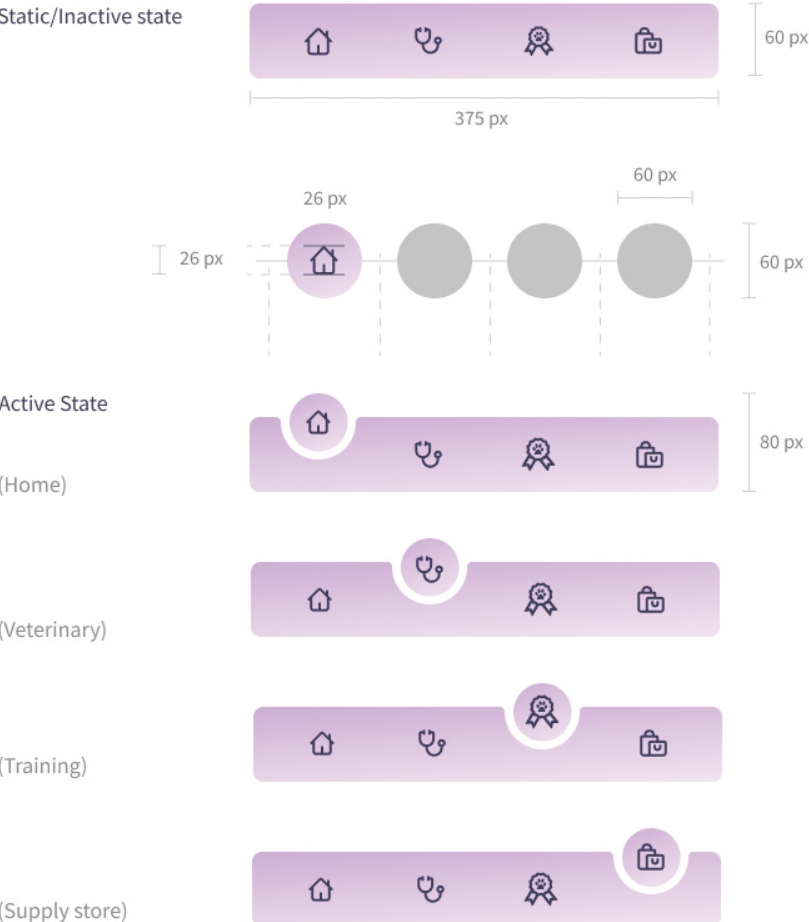 Static/Inactive state
60 px
375 px
60 px
26 px
26 px
60 px
Active State
80 px
(Home)
(Veterinary)
(Training)
(Supply store)